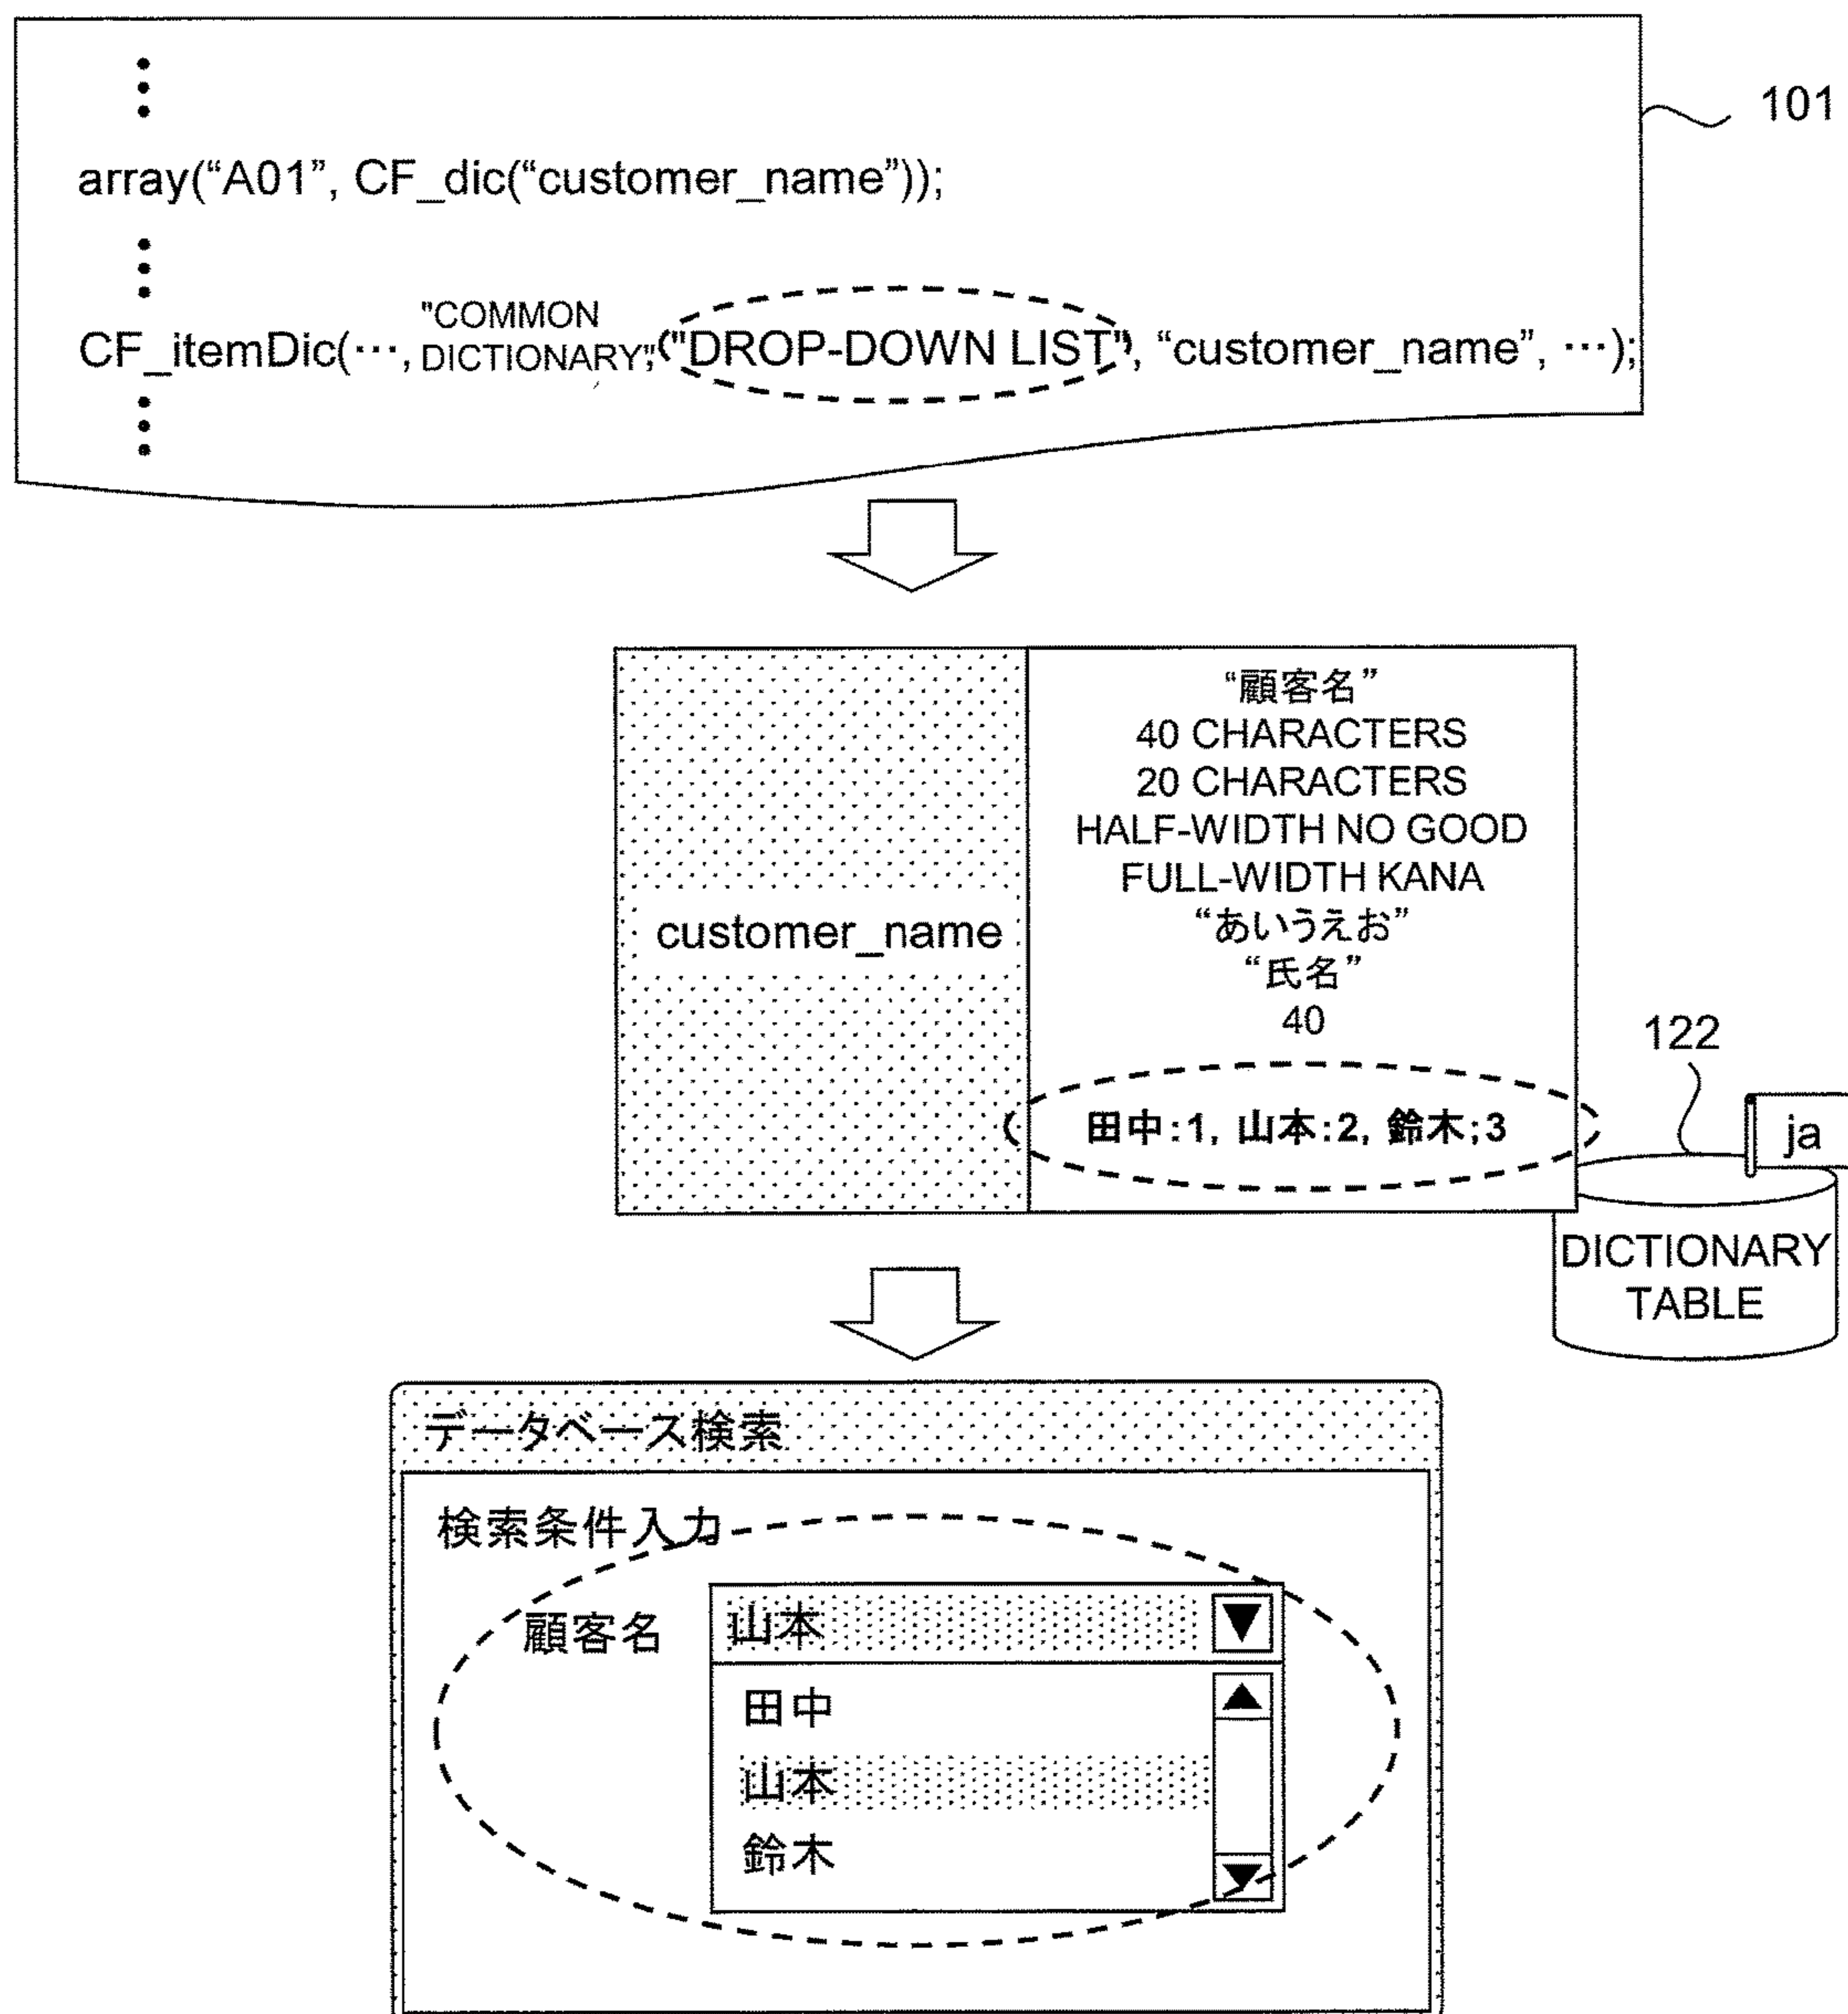 101
array(“A01”, CF_dic(“customer_name”));
CF_itemDic(···, "COMMON DICTIONARY", "DROP-DOWN LIST", “customer_name”, ···);
“顧客名”
40 CHARACTERS
20 CHARACTERS
HALF-WIDTH NO GOOD
FULL-WIDTH KANA
“あいうえお”
“氏名”
40
田中:1, 山本:2, 鈴木;3
customer_name
122
ja
DICTIONARY
TABLE
データベース検索
検索条件入力
顧客名
山本
田中
山本
鈴木